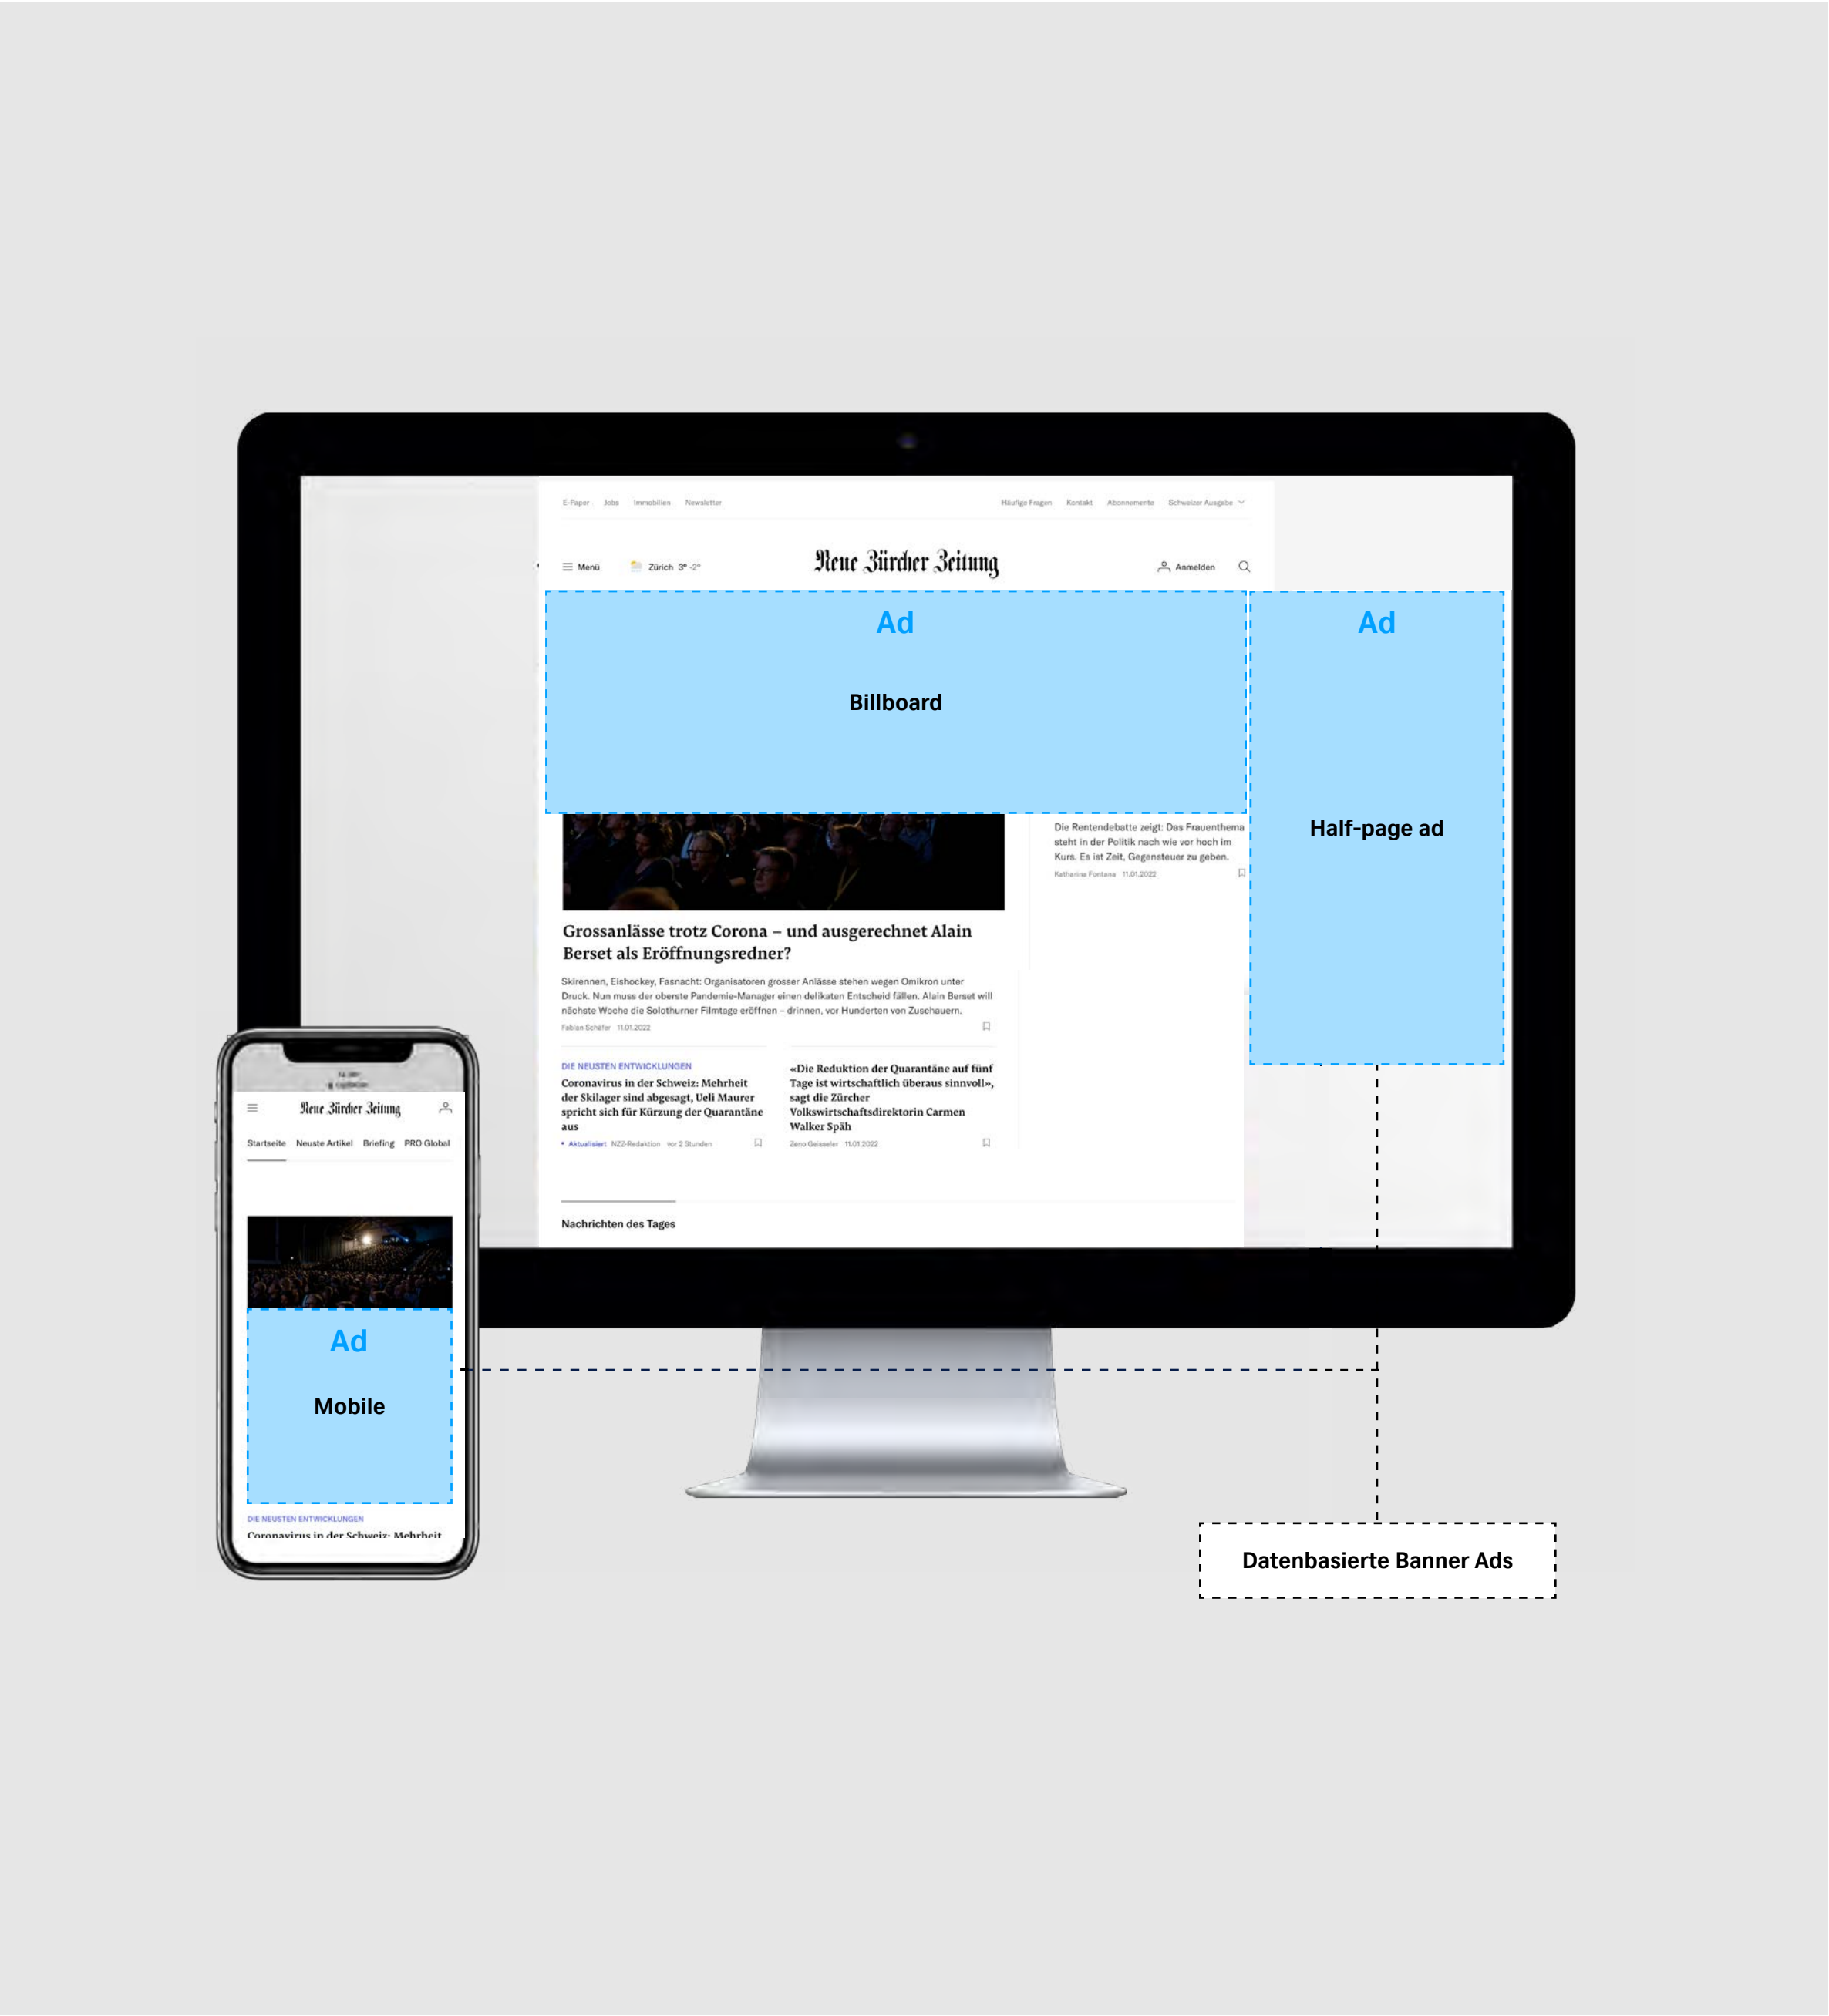 E-Paper Jobs Immobilien Newsletter Häufige Fragen Kontakt Abonnemente Schweizer Ausgabe
Menü Zürich 3° -2° Neue Zürcher Zeitung Anmelden
Ad
Billboard
Ad
Half-page ad
Die Rentendebatte zeigt: Das Frauenthema
steht in der Politik nach wie vor hoch im
Kurs. Es ist Zeit, Gegensteuer zu geben.
Katharina Fontana 11.01.2022
Grossanlässe trotz Corona – und ausgerechnet Alain
Berset als Eröffnungsredner?
Skirennen, Eishockey, Fasnacht: Organisatoren grosser Anlässe stehen wegen Omikron unter
Druck. Nun muss der oberste Pandemie-Manager einen delikaten Entscheid fällen. Alain Berset will
nächste Woche die Solothurner Filmtage eröffnen – drinnen, vor Hunderten von Zuschauern.
Fabian Schäfer 11.01.2022
DIE NEUSTEN ENTWICKLUNGEN
Coronavirus in der Schweiz: Mehrheit
der Skilager sind abgesagt, Ueli Maurer
spricht sich für Kürzung der Quarantäne
aus
• Aktualisiert NZZ-Redaktion vor 2 Stunden
«Die Reduktion der Quarantäne auf fünf
Tage ist wirtschaftlich überaus sinnvoll»,
sagt die Zürcher
Volkswirtschaftsdirektorin Carmen
Walker Späh
Zeno Geisseler 11.01.2022
Nachrichten des Tages
Neue Zürcher Zeitung
Startseite Neuste Artikel Briefing PRO Global
Ad
Mobile
DIE NEUSTEN ENTWICKLUNGEN
Coronavirus in der Schweiz: Mehrheit
Datenbasierte Banner Ads